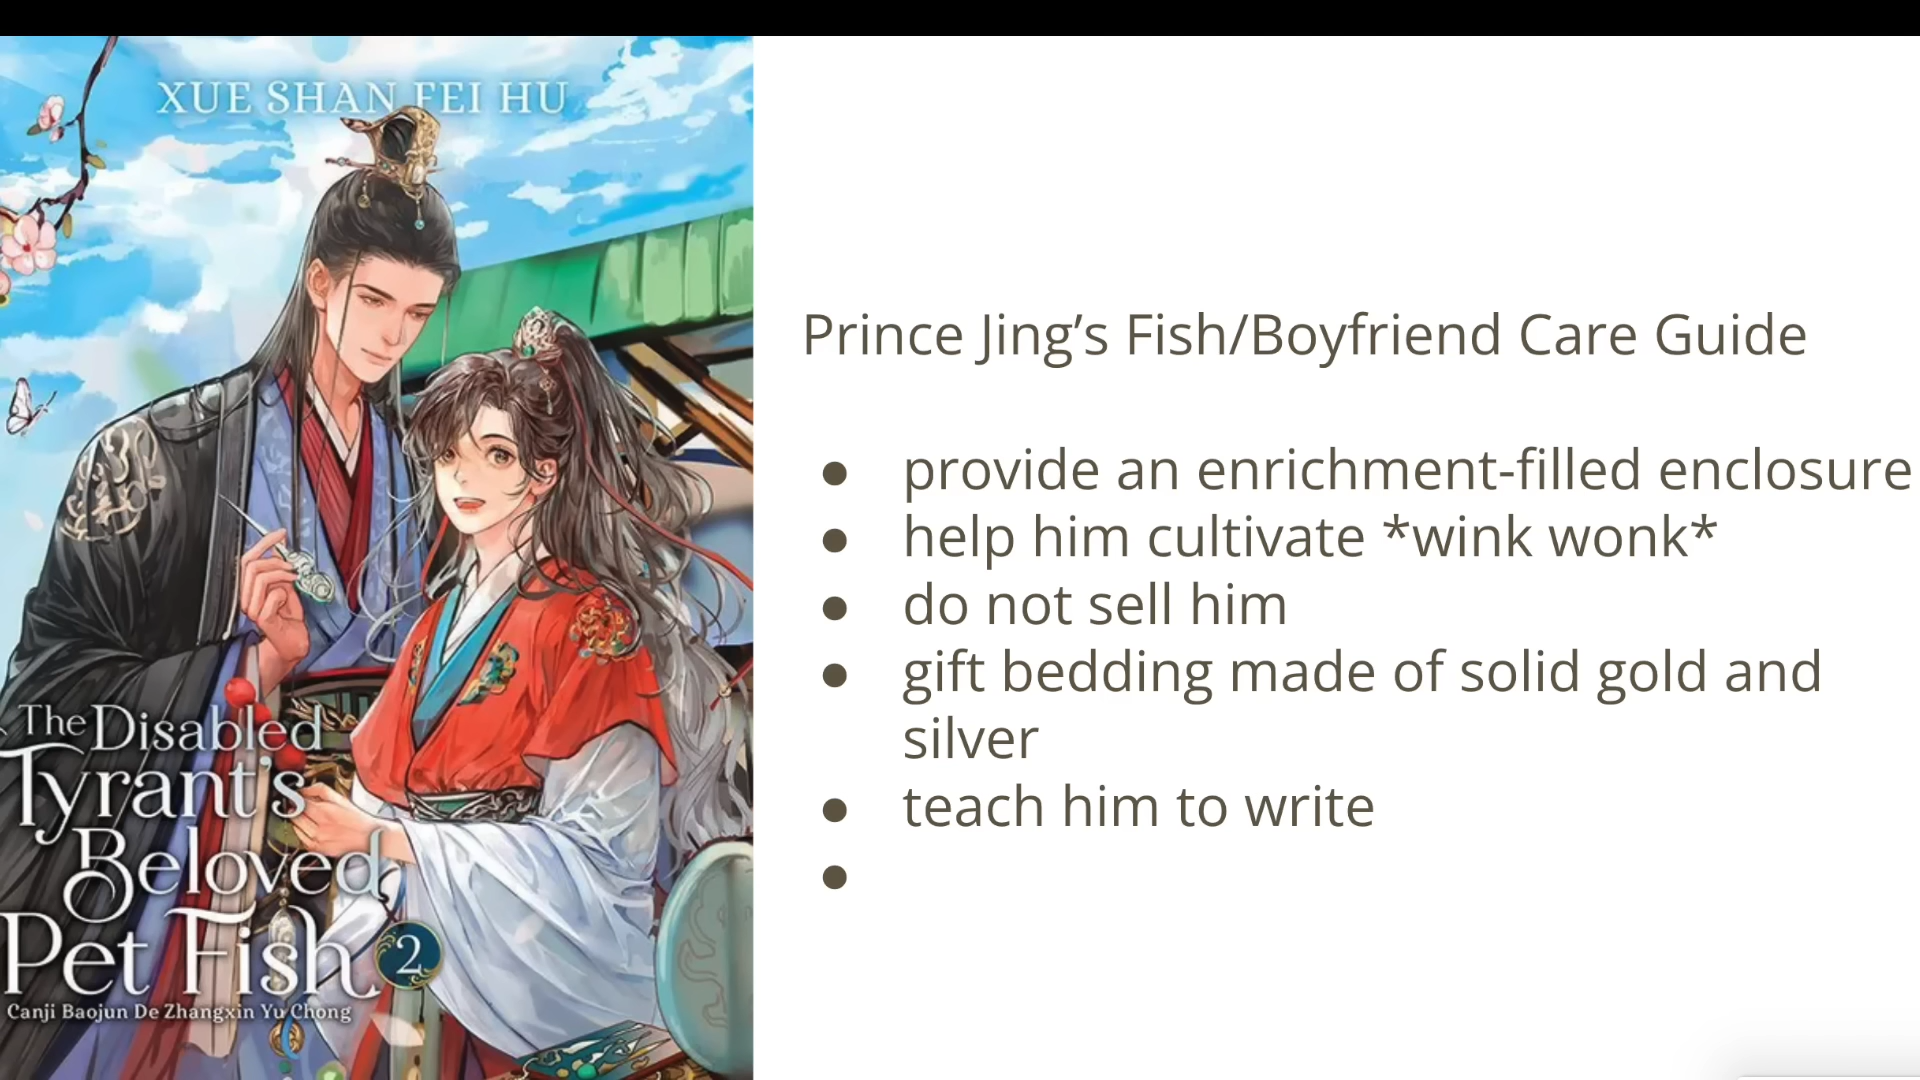 XUE SHAN FEI HU
The Disabled
Tyrant's
Beloved
Pet Fish 2
Canji Baojun De Zhangxin Yu Chong
Prince Jing’s Fish/Boyfriend Care Guide
● provide an enrichment-filled enclosure
● help him cultivate *wink wonk*
● do not sell him
● gift bedding made of solid gold and
silver
● teach him to write
●